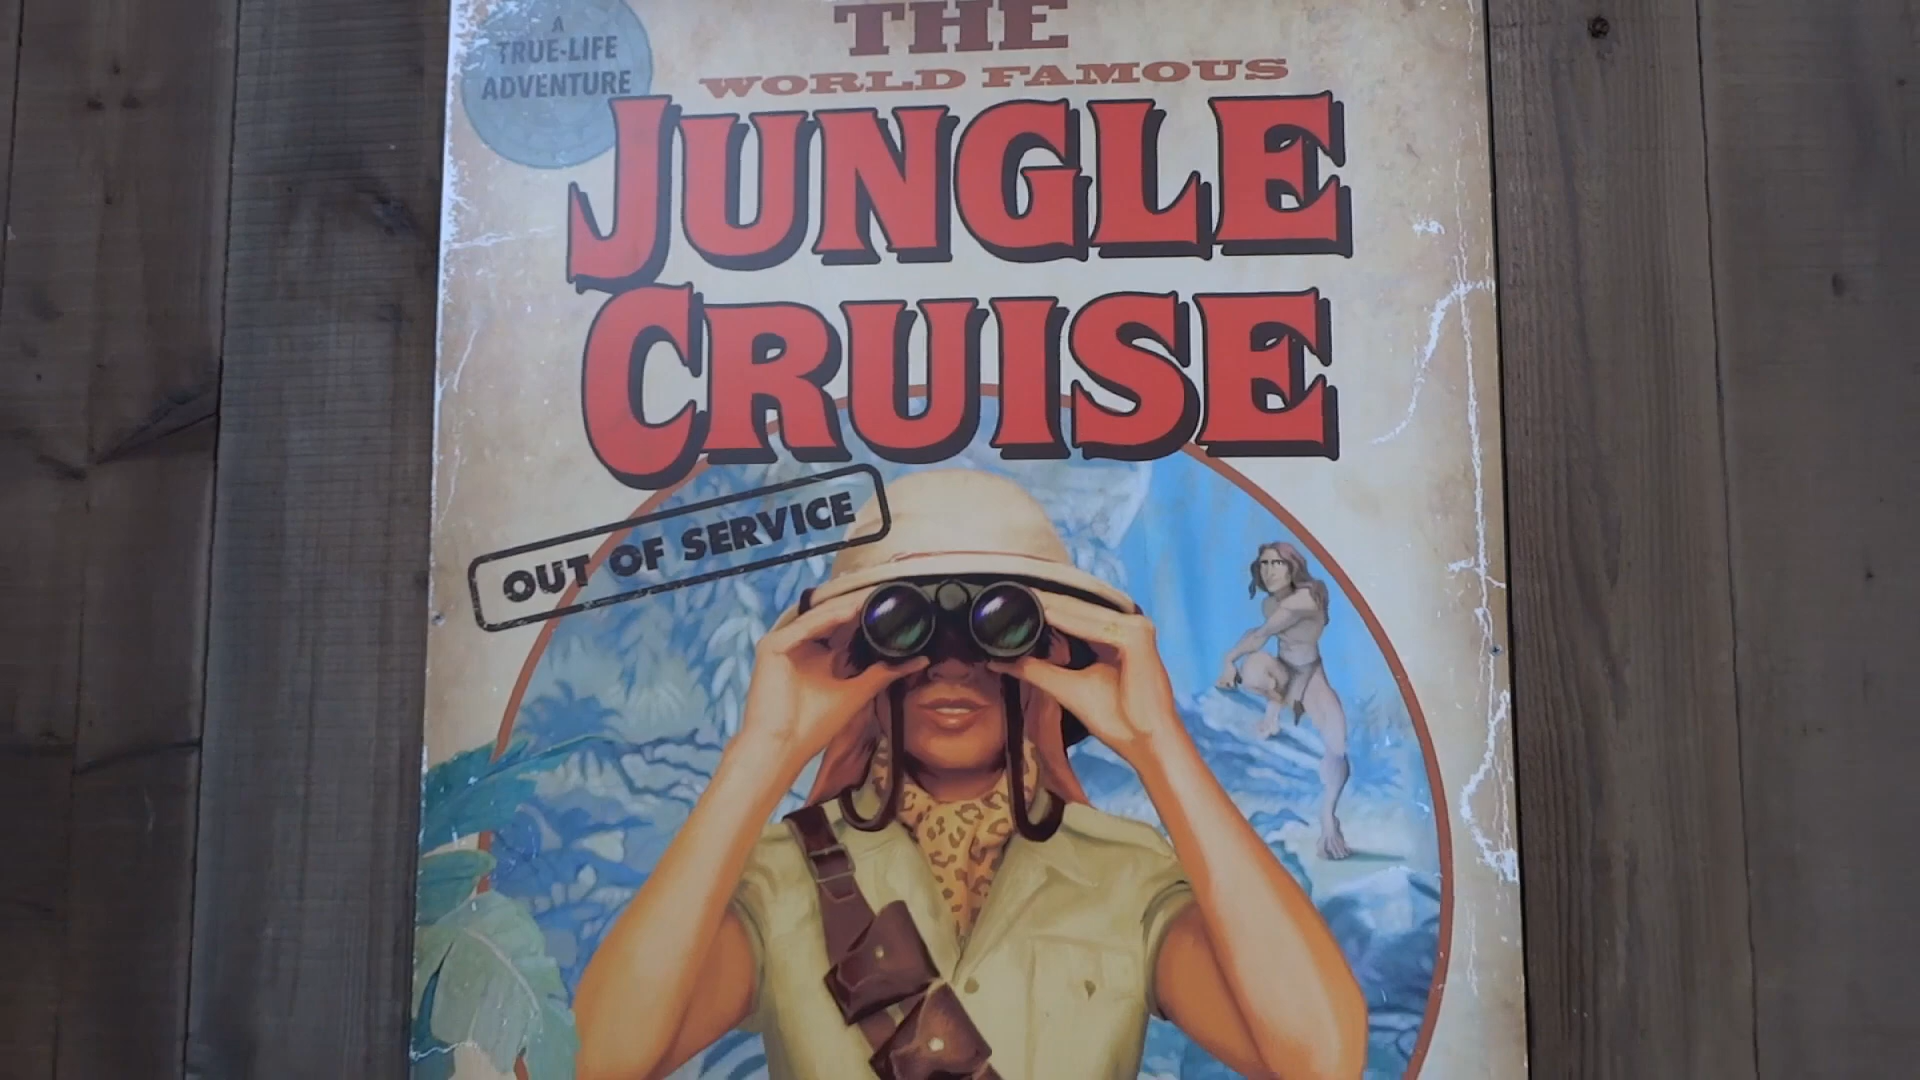 A
TRUE-LIFE
ADVENTURE
THE
WORLD FAMOUS
JUNGLE
CRUISE
OUT OF SERVICE